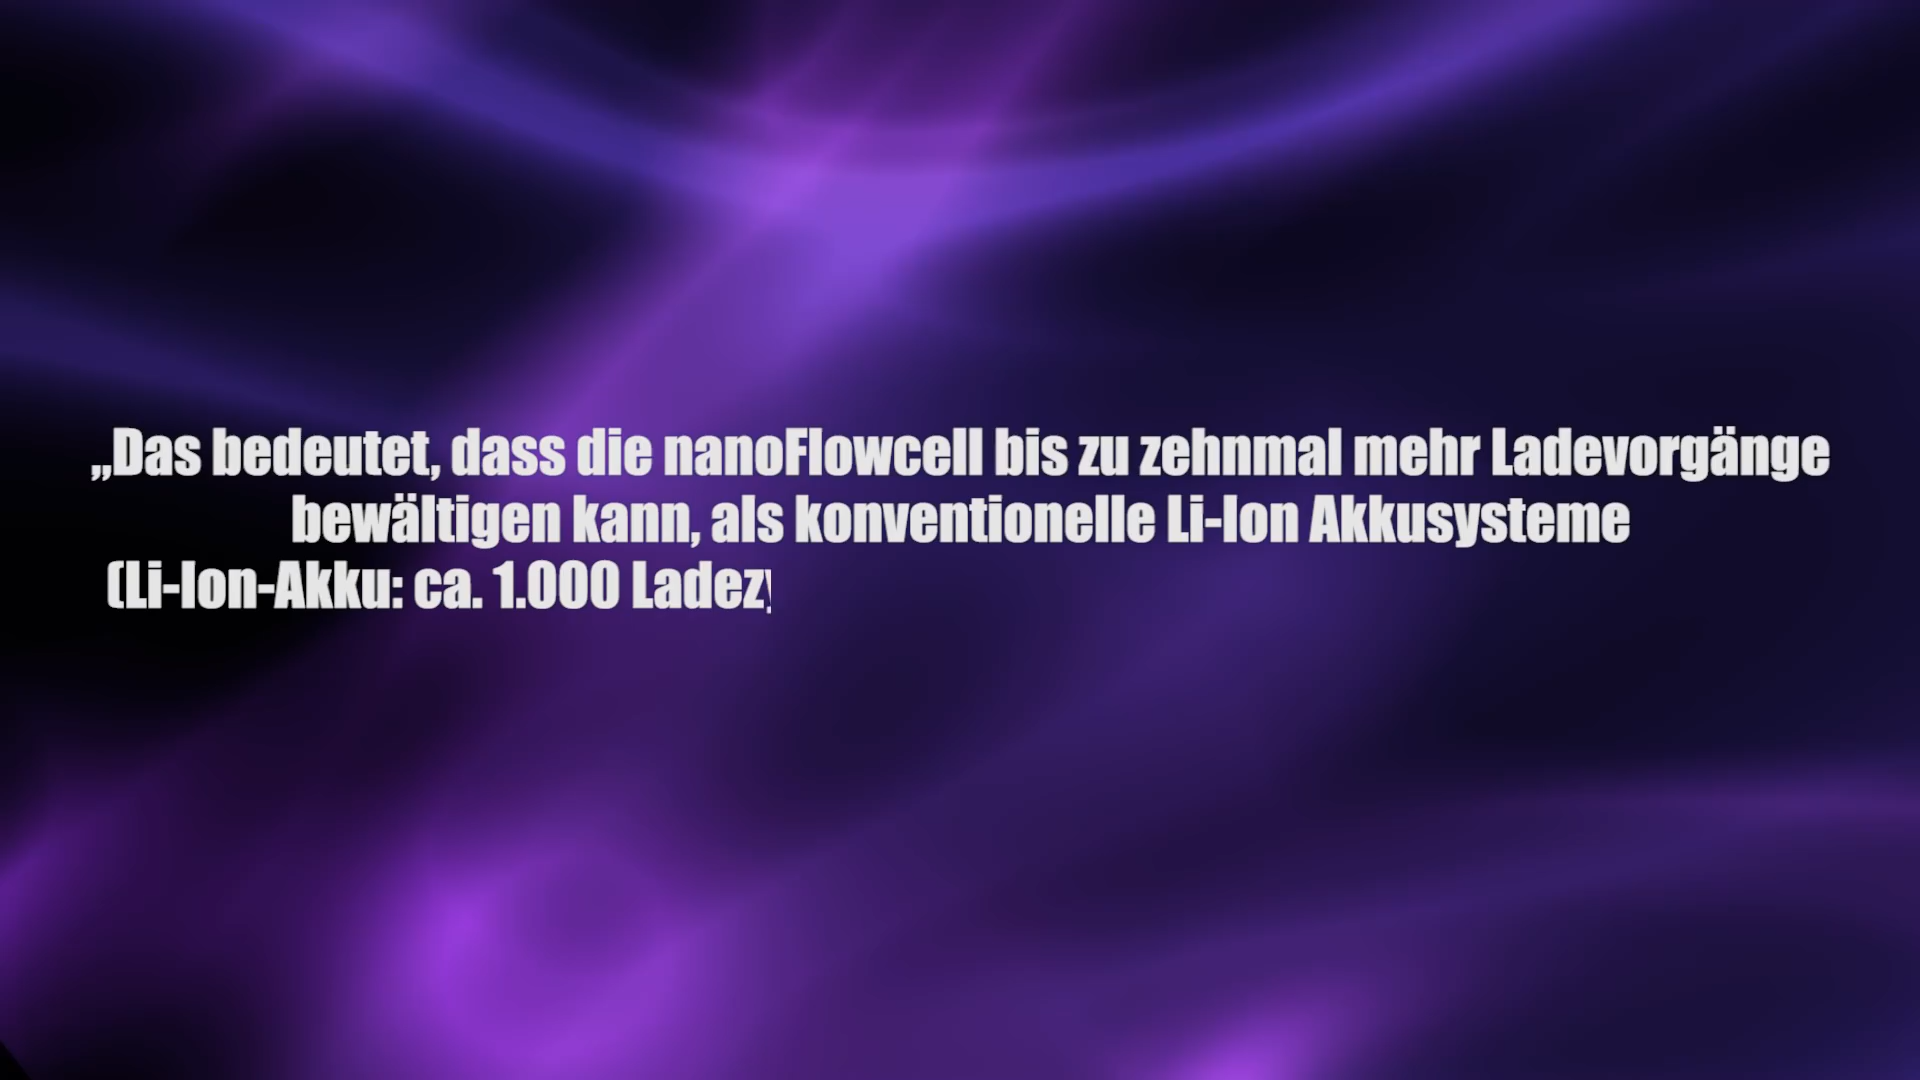 „Das bedeutet, dass die nanoFlowcell bis zu zehnmal mehr Ladevorgänge
bewältigen kann, als konventionelle Li-Ion Akkusysteme
(Li-Ion-Akku: ca. 1.000 Ladez